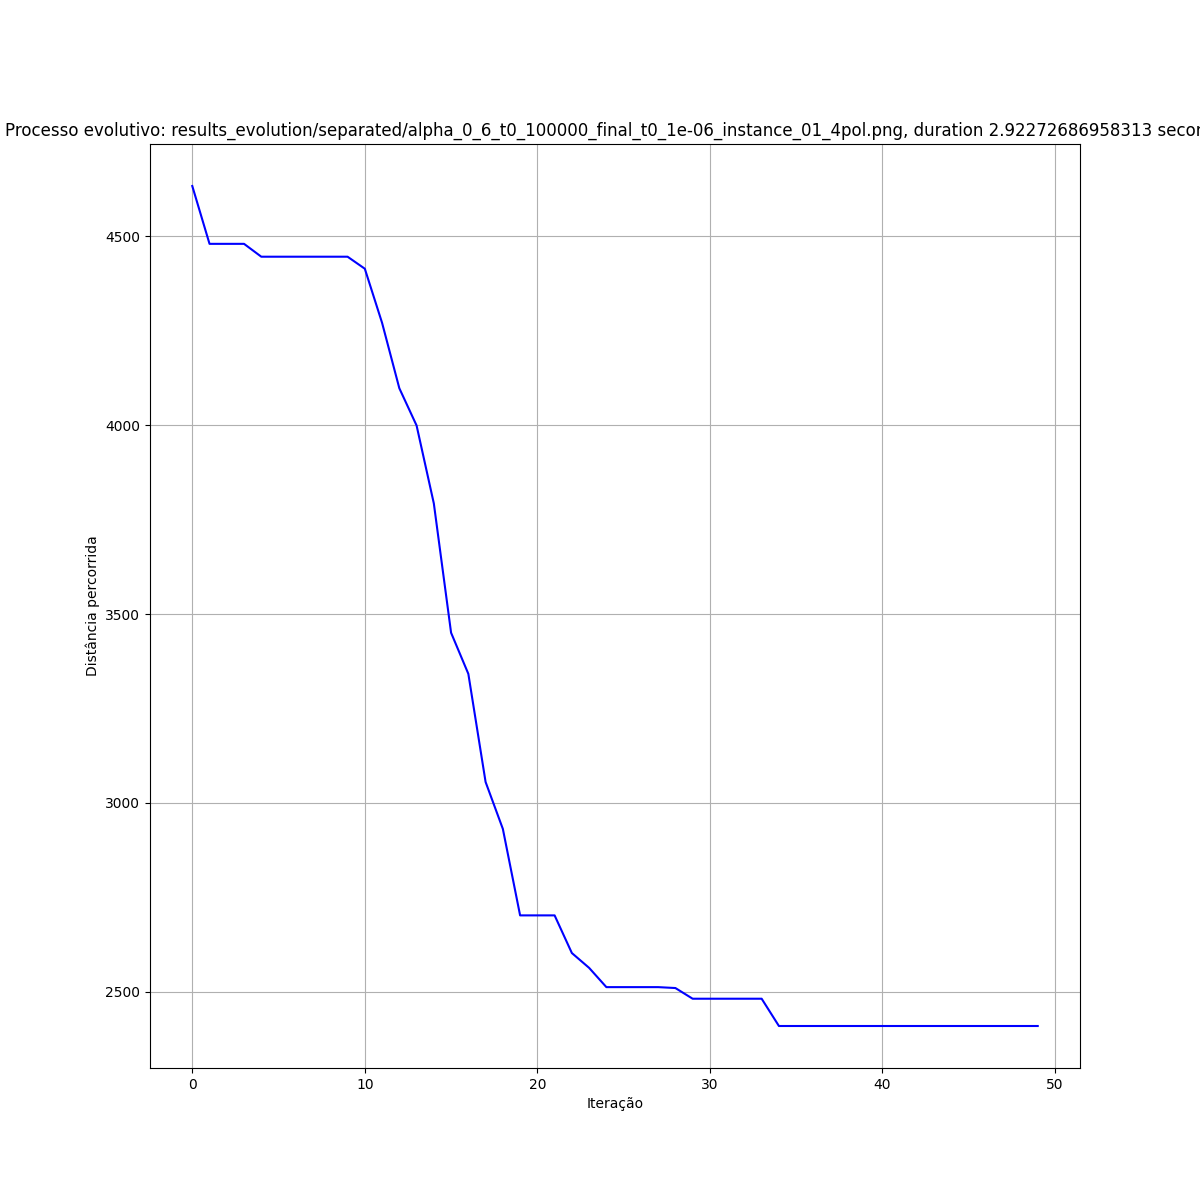 Processo evolutivo: results_evolution/separated/alpha_0_6_t0_100000_final_t0_1e-06_instance_01_4pol.png, duration 2.92272686958313
4500
4000
3500
3000
2500
Distância percorrida
0 10 20 30 40 50
Iteração